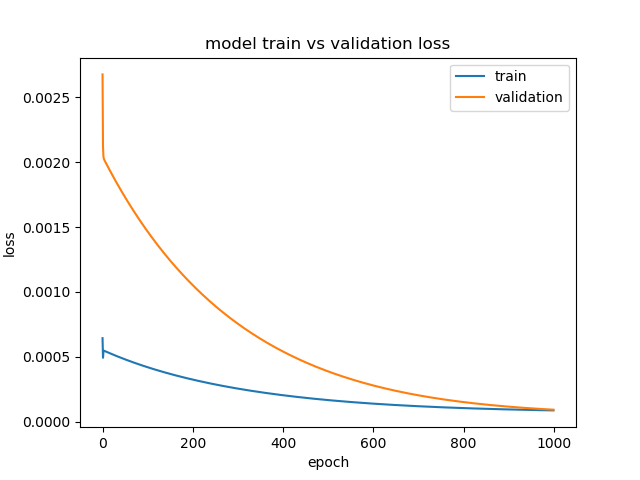 model train vs validation loss
train
validation
loss
0.0025
0.0020
0.0015
0.0010
0.0005
0.0000
0 200 400 600 800 1000
epoch